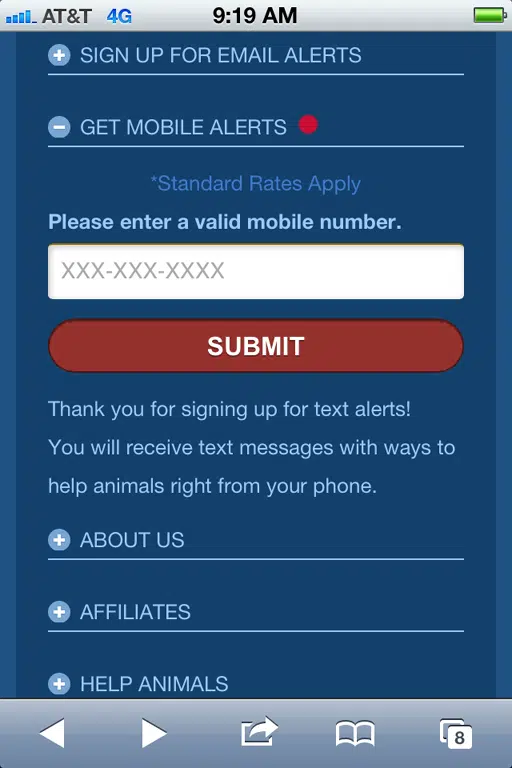 AT&T 4G 9:19 AM
SIGN UP FOR EMAIL ALERTS
GET MOBILE ALERTS
*Standard Rates Apply
Please enter a valid mobile number.
XXX-XXX-XXXX
SUBMIT
Thank you for signing up for text alerts!
You will receive text messages with ways to
help animals right from your phone.
ABOUT US
AFFILIATES
HELP ANIMALS
8